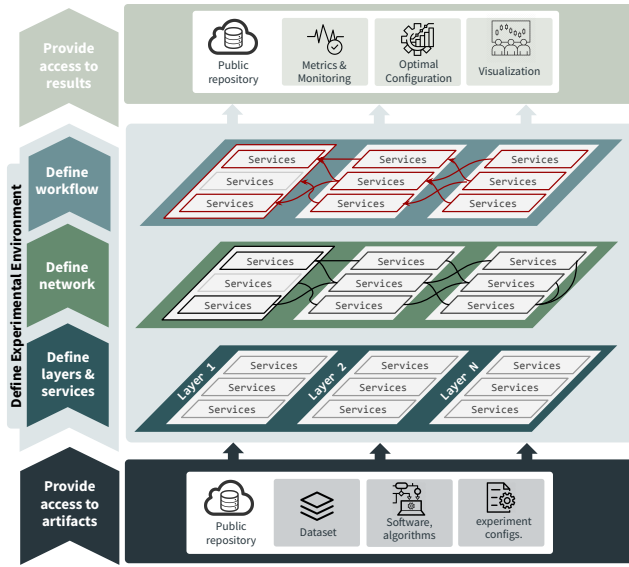 Provide
access to
results
Public
repository
Metrics &
Monitoring
Optimal
Configuration
Visualization
Define Experimental Environment
Define
workflow
Services
Services
Services
Services
Services
Services
Services
Services
Services
Define
network
Services
Services
Services
Services
Services
Services
Services
Services
Services
Define
layers &
services
Layer 1
Services
Services
Services
Layer 2
Services
Services
Services
Layer N
Services
Services
Services
Provide
access to
artifacts
Public
repository
Dataset
Software,
algorithms
experiment
configs.